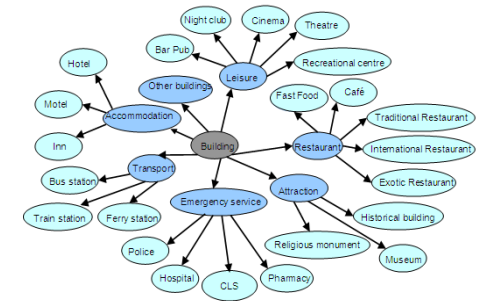 Night club
Cinema
Theatre
Bar Pub
Recreational centre
Leisure
Hotel
Other buildings
Motel
Accommodation
Inn
Fast Food
Café
Traditional Restaurant
Building
Restaurant
International Restaurant
Exotic Restaurant
Transport
Bus station
Train station
Ferry station
Emergency service
Attraction
Historical building
Religious monument
Museum
Police
Hospital
CLS
Pharmacy